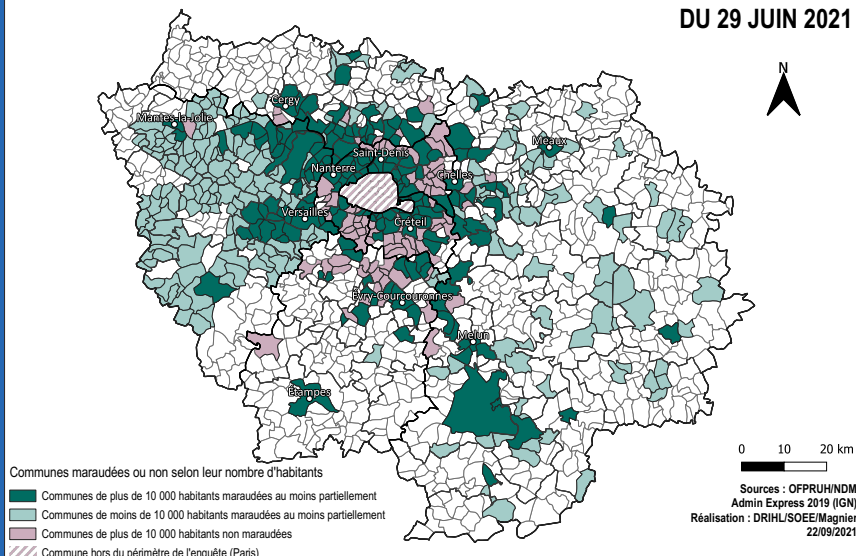 DU 29 JUIN 2021
N
Cergy
Mantes-la-Jolie
Meaux
Saint-Denis
Nanterre
Chelles
Versailles
Créteil
Évry-Courcouronnes
Melun
Étampes
0 10 20 km
Communes maraudées ou non selon leur nombre d'habitants
Communes de plus de 10 000 habitants maraudées au moins partiellement
Communes de moins de 10 000 habitants maraudées au moins partiellement
Communes de plus de 10 000 habitants non maraudées
Commune hors du périmètre de l'enquête (Paris)
Sources : OFPRUH/NDM
Admin Express 2019 (IGN)
Réalisation : DRIHL/SOEE/Magnier
22/09/2021